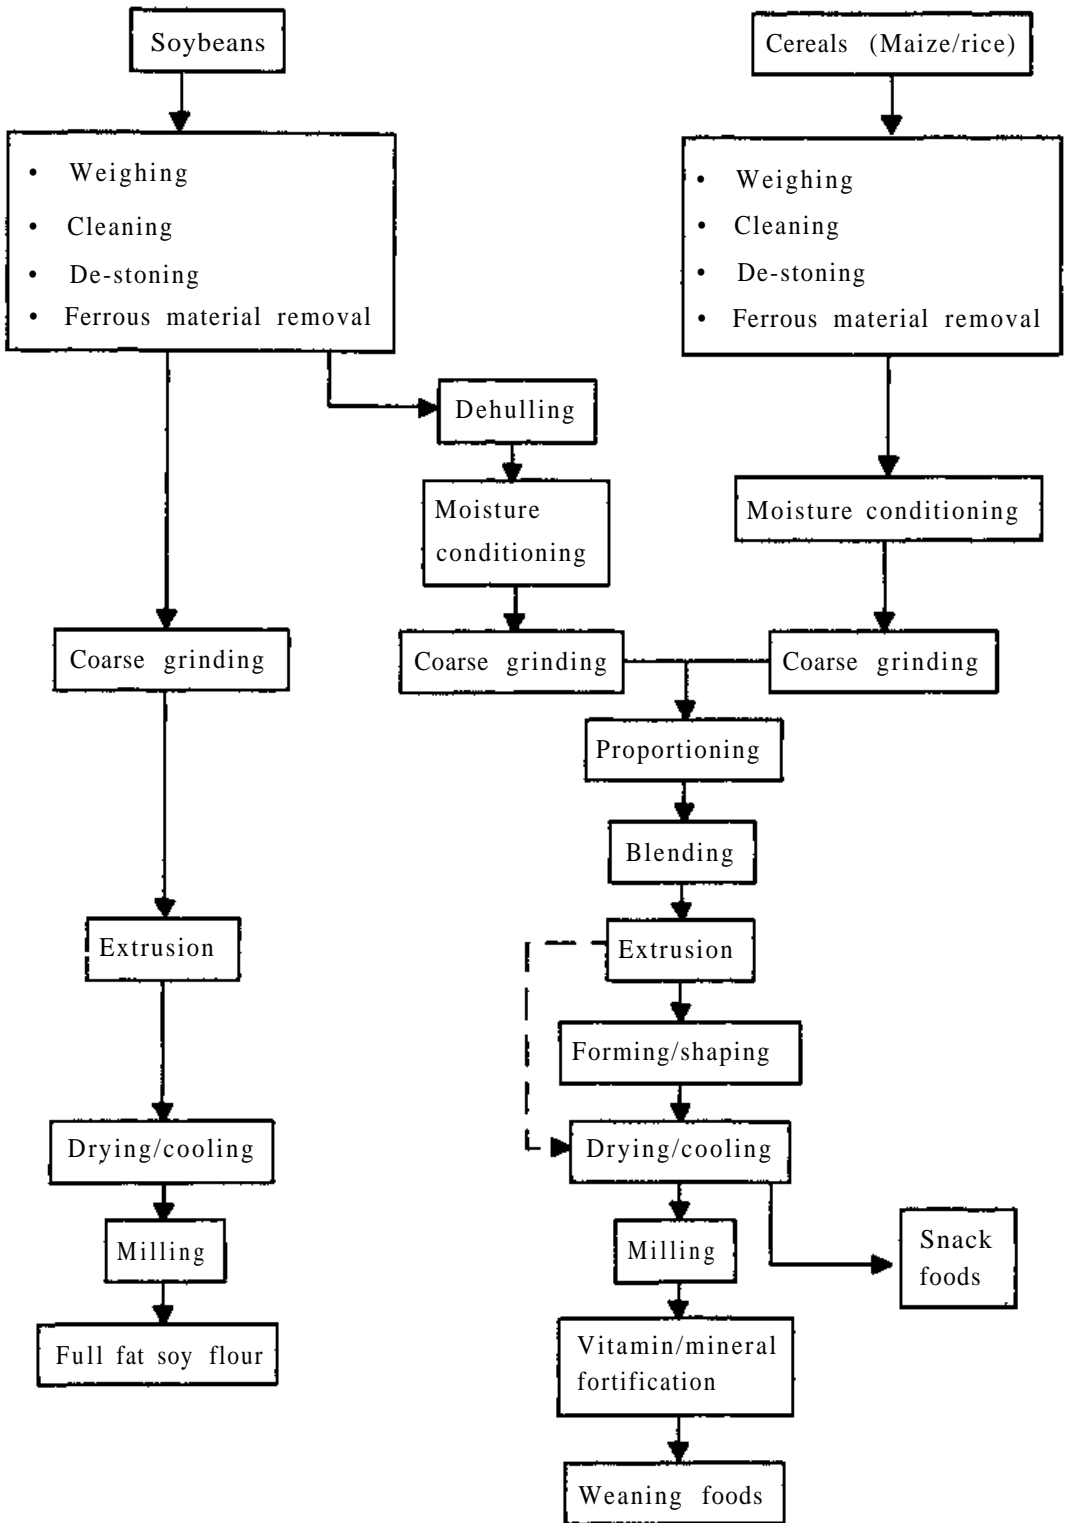 Soybeans
Cereals (Maize/rice)
• Weighing
• Cleaning
• De-stoning
• Ferrous material removal
• Weighing
• Cleaning
• De-stoning
• Ferrous material removal
Dehulling
Moisture
conditioning
Moisture conditioning
Coarse grinding
Coarse grinding
Coarse grinding
Proportioning
Blending
Extrusion
Extrusion
Forming/shaping
Drying/cooling
Drying/cooling
Milling
Milling
Snack
foods
Full fat soy flour
Vitamin/mineral
fortification
Weaning foods